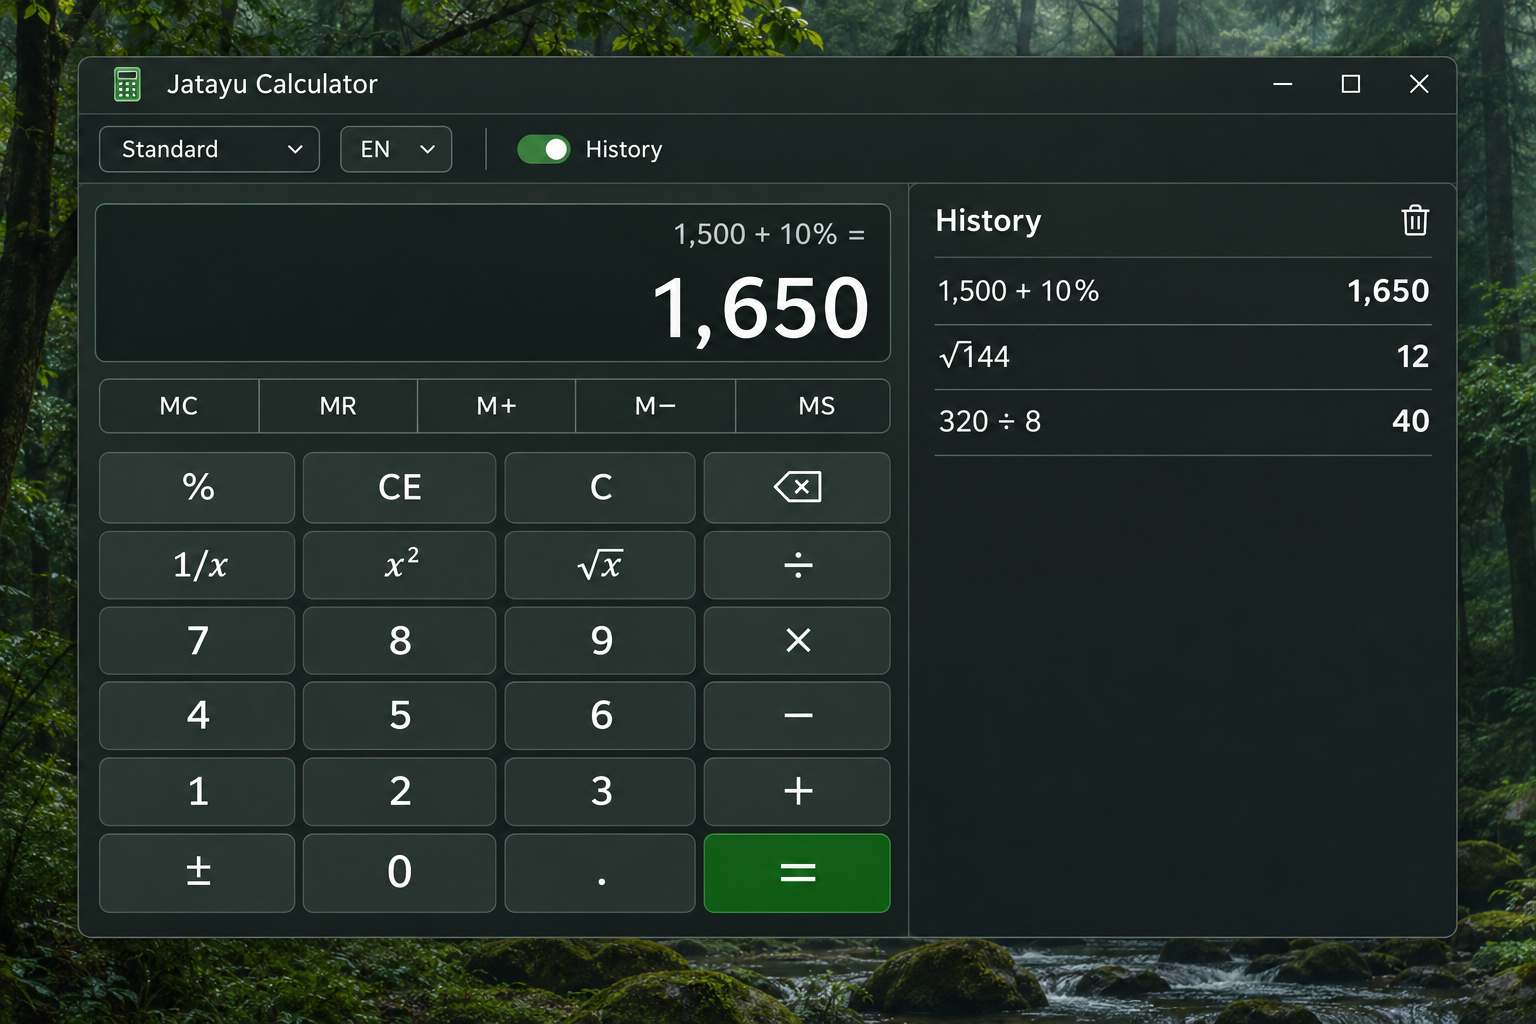 Jatayu Calculator
Standard
EN
History
1,500 + 10% =
1,650
MC MR M+ M− MS
% CE C
1/x x² √x ÷
7 8 9 ×
4 5 6 −
1 2 3 +
± 0 . =
History
1,500 + 10% 1,650
√144 12
320 ÷ 8 40